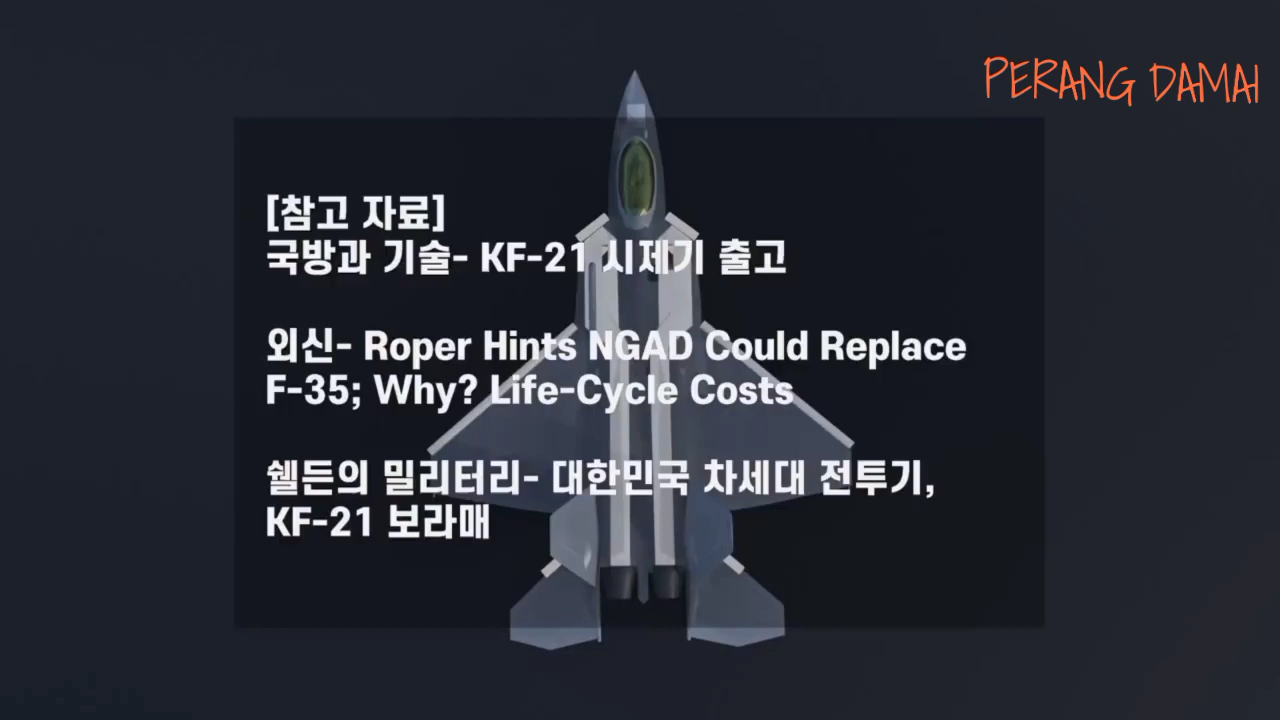 PERANG DAMAI
[참고 자료]
국방과 기술- KF-21 시제기 출고
외신- Roper Hints NGAD Could Replace
F-35; Why? Life-Cycle Costs
쉘든의 밀리터리- 대한민국 차세대 전투기,
KF-21 보라매